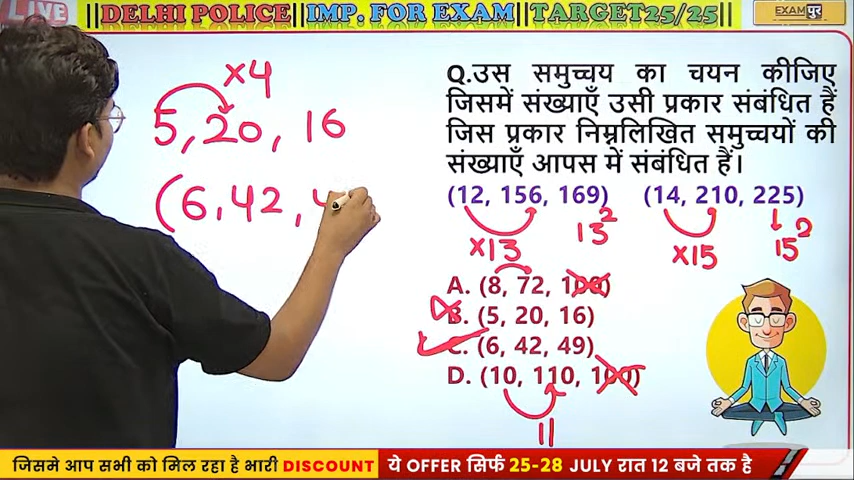 LIVE
||DELHI POLICE||IMP. FOR EXAM||TARGET25/25||
EXAMपुर
×4
5, 20, 16
(6, 42, 4
Q.उस समुच्चय का चयन कीजिए
जिसमें संख्याएँ उसी प्रकार संबंधित हैं
जिस प्रकार निम्नलिखित समुच्चयों की
संख्याएँ आपस में संबंधित हैं।
(12, 156, 169) (14, 210, 225)
×13 13² ×15 15²
A. (8, 72, 100)
B. (5, 20, 16)
C. (6, 42, 49)
D. (10, 110, 100)
11
जिसमे आप सभी को मिल रहा है भारी DISCOUNT ये OFFER सिर्फ 25-28 JULY रात 12 बजे तक है